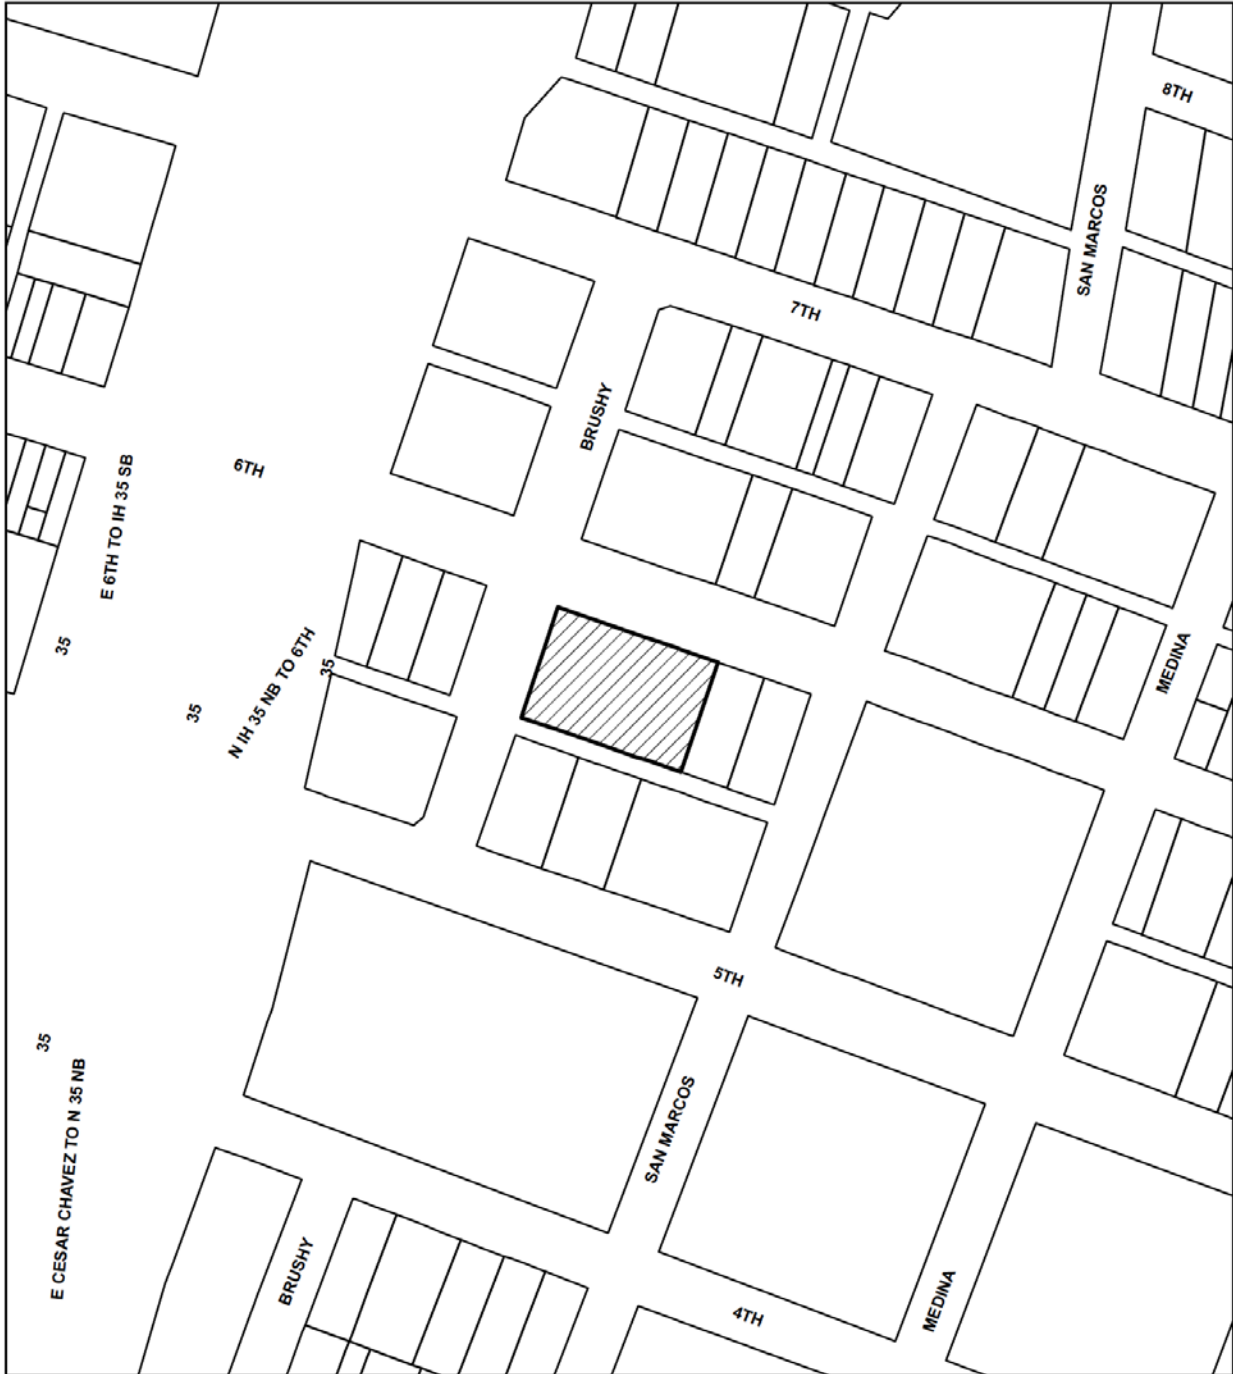 8TH
SAN MARCOS
7TH
BRUSHY
6TH
E 6TH TO IH 35 SB
35
N IH 35 NB TO 6TH
35
35
MEDINA
5TH
35
E CESAR CHAVEZ TO N 35 NB
SAN MARCOS
BRUSHY
MEDINA
4TH